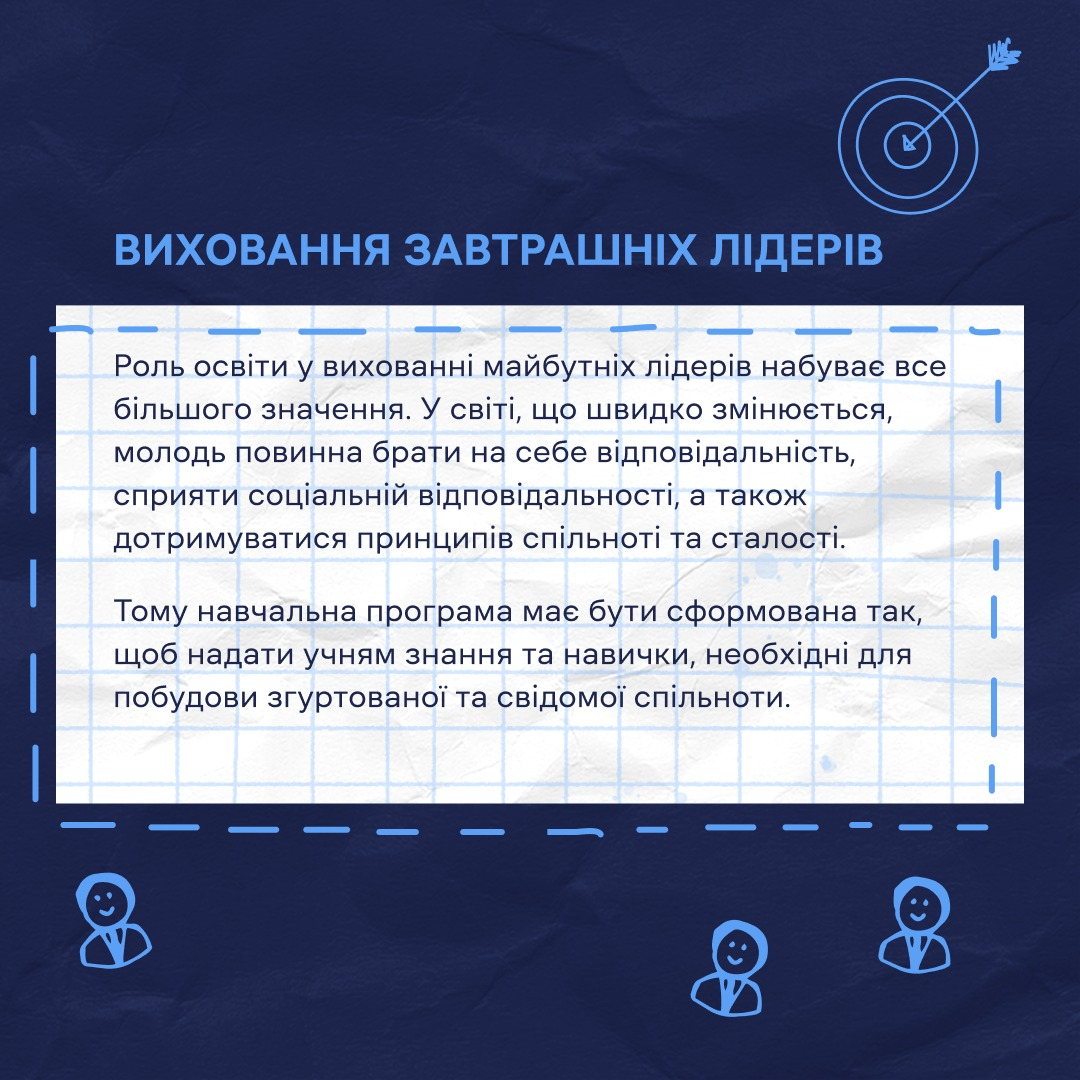 ВИХОВАННЯ ЗАВТРАШНІХ ЛІДЕРІВ
Роль освіти у вихованні майбутніх лідерів набуває все
більшого значення. У світі, що швидко змінюється,
молодь повинна брати на себе відповідальність,
сприяти соціальній відповідальності, а також
дотримуватися принципів спільноті та сталості.
Тому навчальна програма має бути сформована так,
щоб надати учням знання та навички, необхідні для
побудови згуртованої та свідомої спільноти.